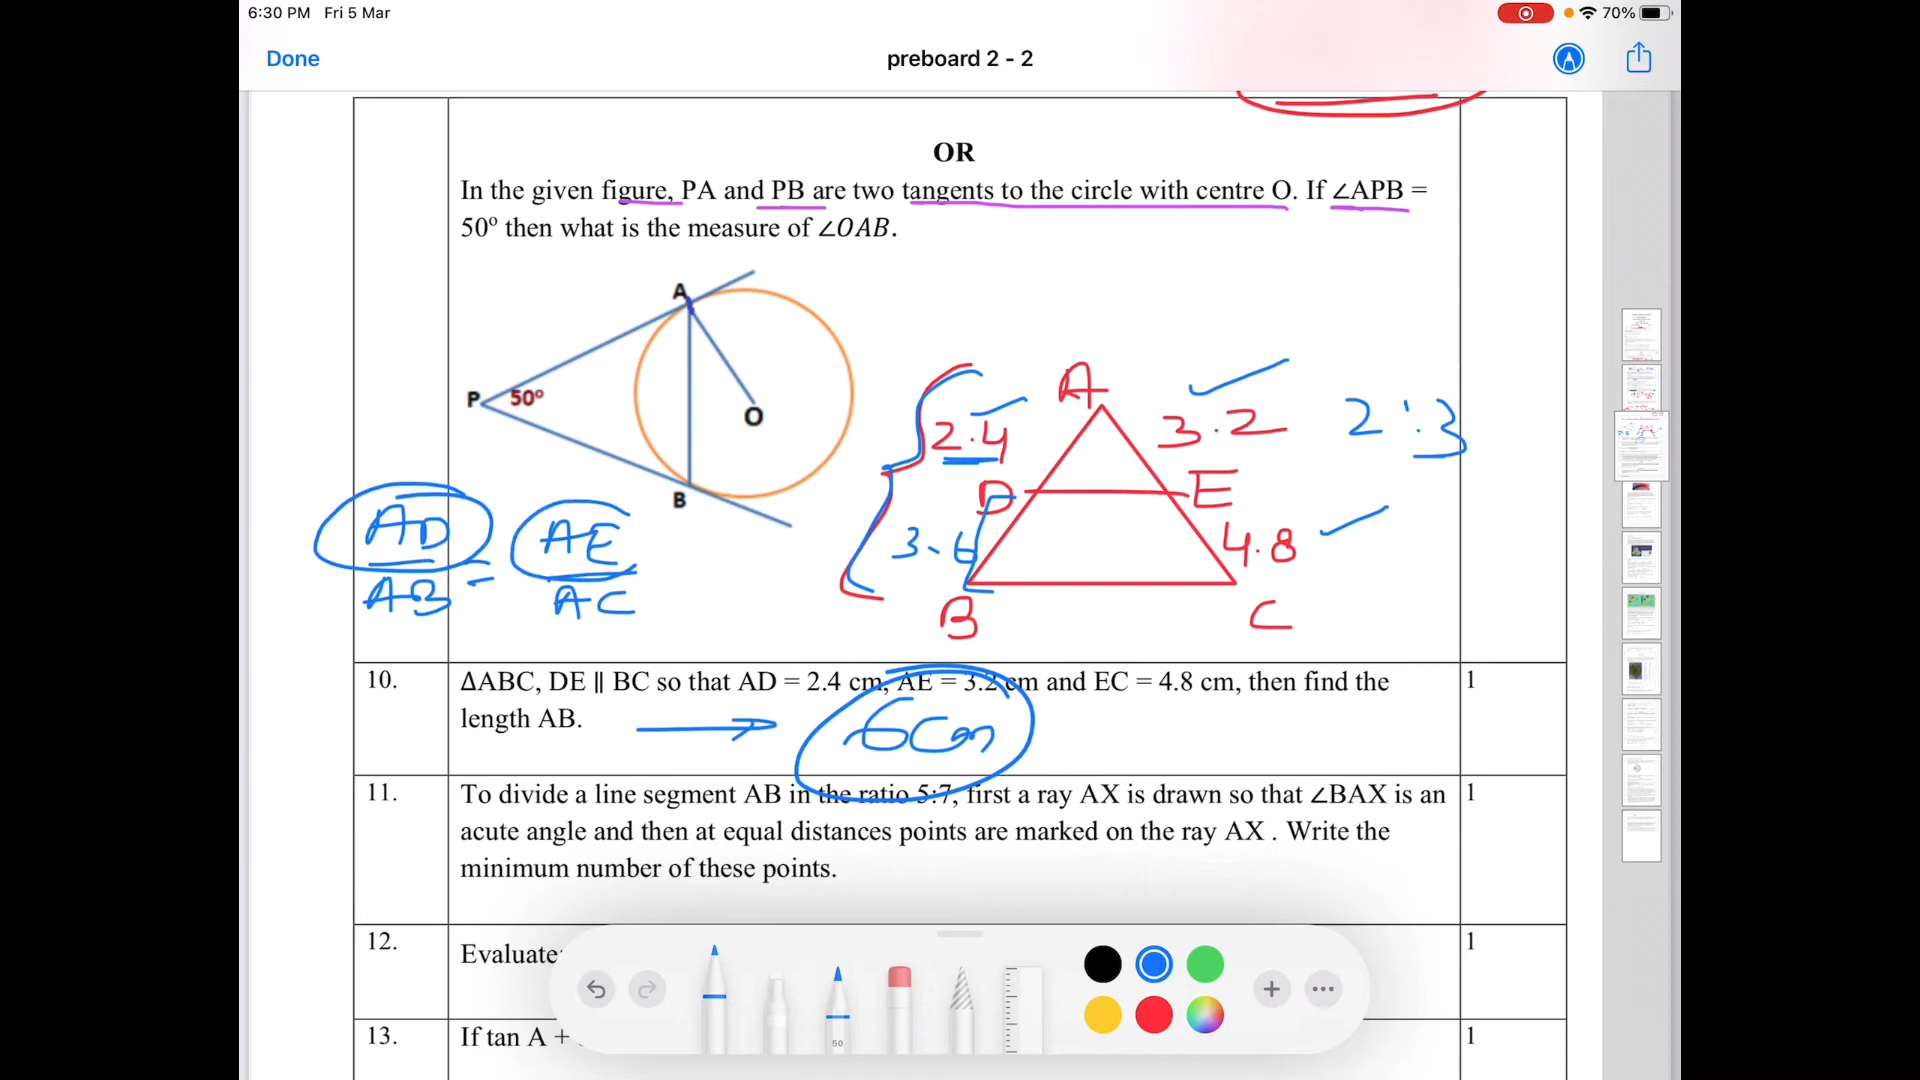 6:30 PM Fri 5 Mar
70%
Done
preboard 2 - 2
OR
In the given figure, PA and PB are two tangents to the circle with centre O. If ∠APB =
50° then what is the measure of ∠OAB.
A
P
50°
O
B
A
2.4
3.2
2:3
D
E
3.6
4.8
B
C
AD
AB
=
AE
AC
10.
ΔABC, DE ∥ BC so that AD = 2.4 cm, AE = 3.2 cm and EC = 4.8 cm, then find the
length AB.
6cm
1
11.
To divide a line segment AB in the ratio 5:7, first a ray AX is drawn so that ∠BAX is an
acute angle and then at equal distances points are marked on the ray AX . Write the
minimum number of these points.
1
12.
Evaluate:
1
13.
If tan A +
1
50